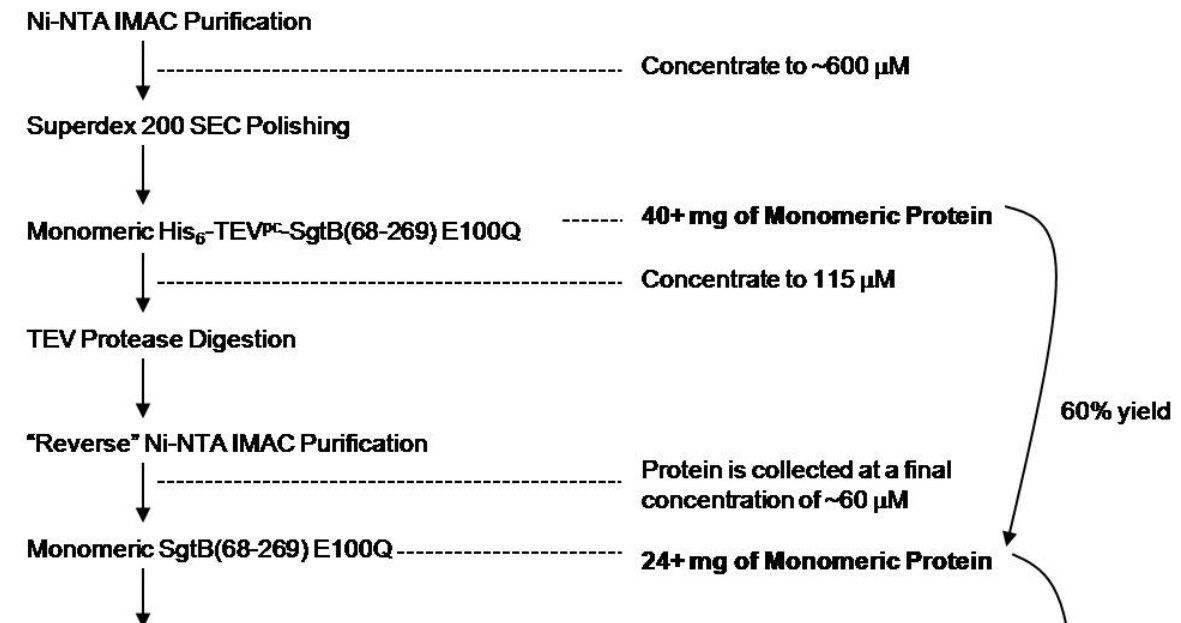 Ni-NTA IMAC Purification
Concentrate to ~600 µM
Superdex 200 SEC Polishing
40+ mg of Monomeric Protein
Monomeric His₆-TEVᵖᶜ-SgtB(68-269) E100Q
Concentrate to 115 µM
TEV Protease Digestion
60% yield
“Reverse” Ni-NTA IMAC Purification
Protein is collected at a final
concentration of ~60 µM
Monomeric SgtB(68-269) E100Q
24+ mg of Monomeric Protein